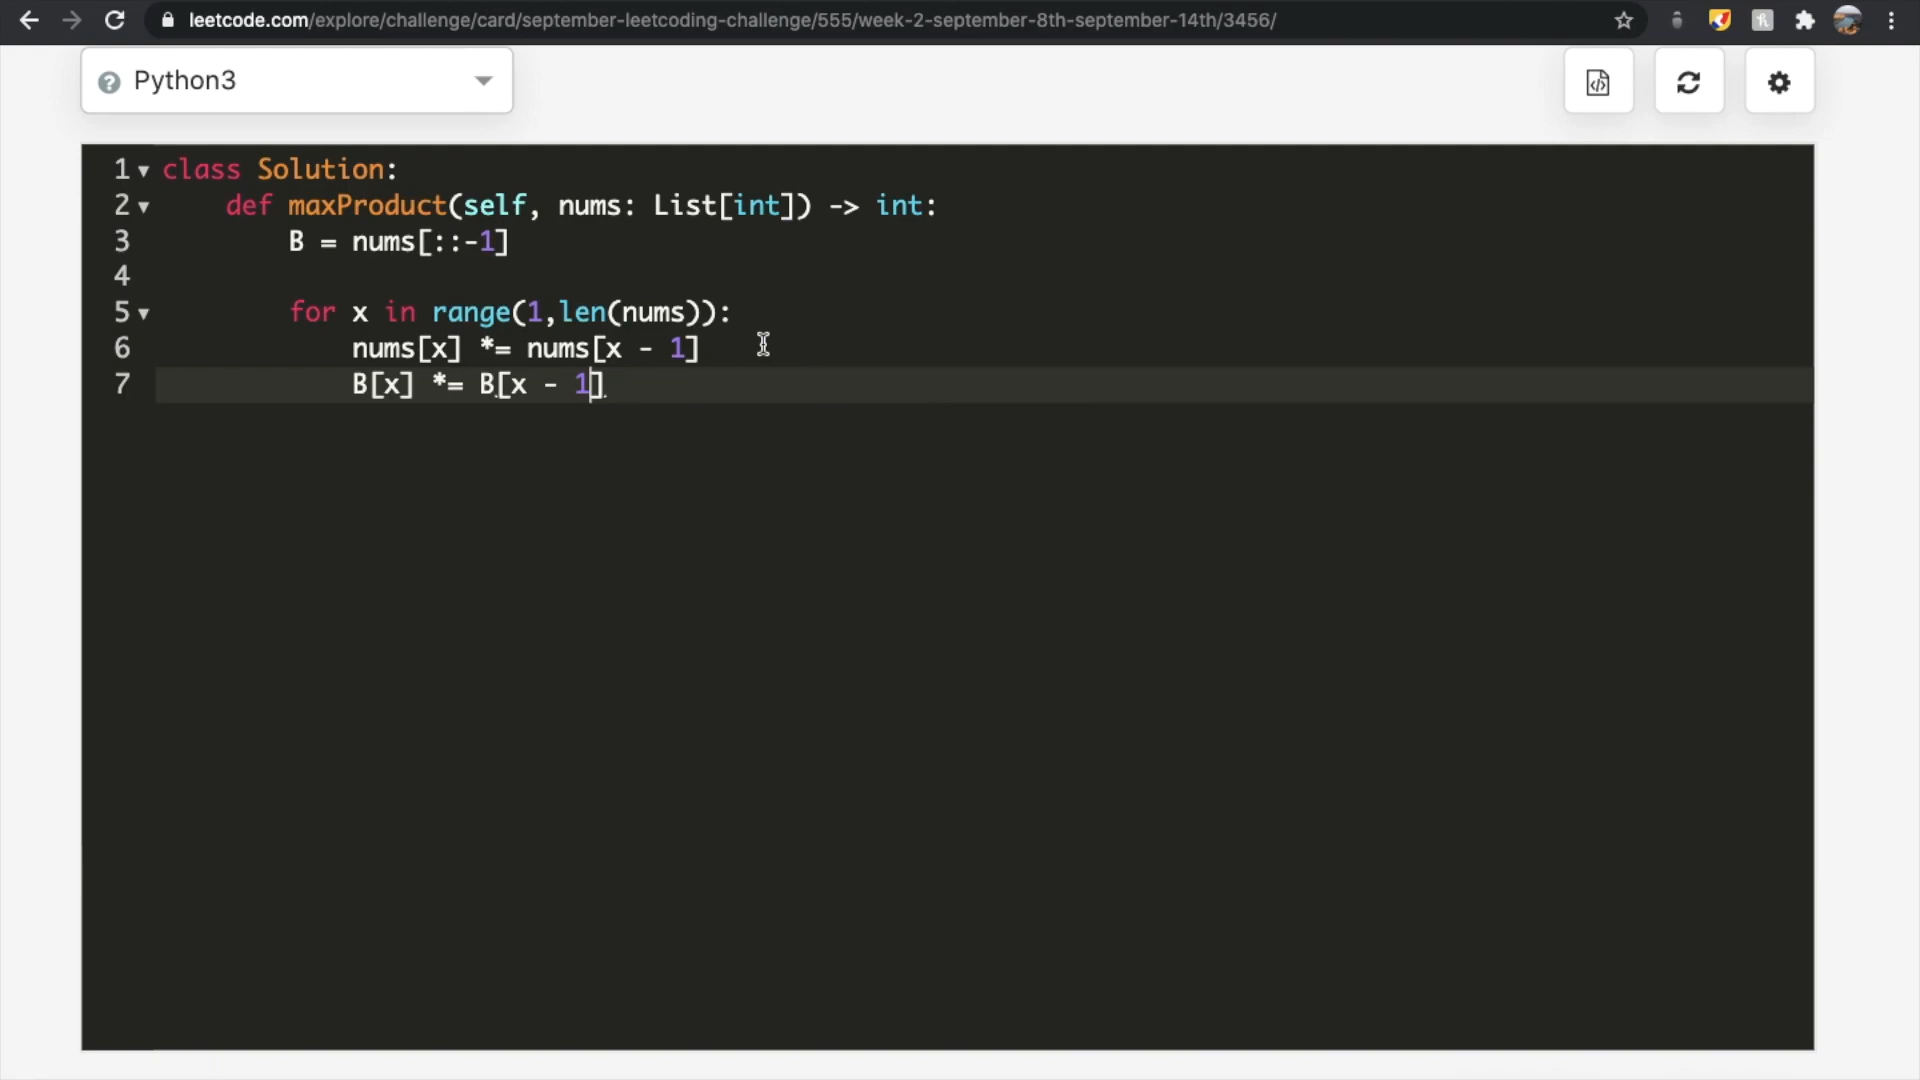 leetcode.com/explore/challenge/card/september-leetcoding-challenge/555/week-2-september-8th-september-14th/3456/
Python3
1 class Solution:
2 def maxProduct(self, nums: List[int]) -> int:
3 B = nums[::-1]
4
5 for x in range(1,len(nums)):
6 nums[x] *= nums[x - 1]
7 B[x] *= B[x - 1]